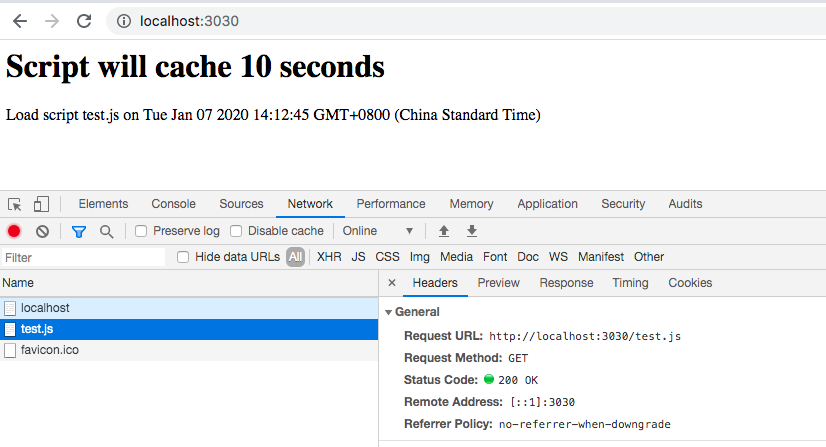 localhost:3030
Script will cache 10 seconds
Load script test.js on Tue Jan 07 2020 14:12:45 GMT+0800 (China Standard Time)
Elements Console Sources Network Performance Memory Application Security Audits
Preserve log Disable cache Online
Filter Hide data URLs All XHR JS CSS Img Media Font Doc WS Manifest Other
Name × Headers Preview Response Timing Cookies
localhost
test.js
favicon.ico
General
Request URL: http://localhost:3030/test.js
Request Method: GET
Status Code: 200 OK
Remote Address: [::1]:3030
Referrer Policy: no-referrer-when-downgrade